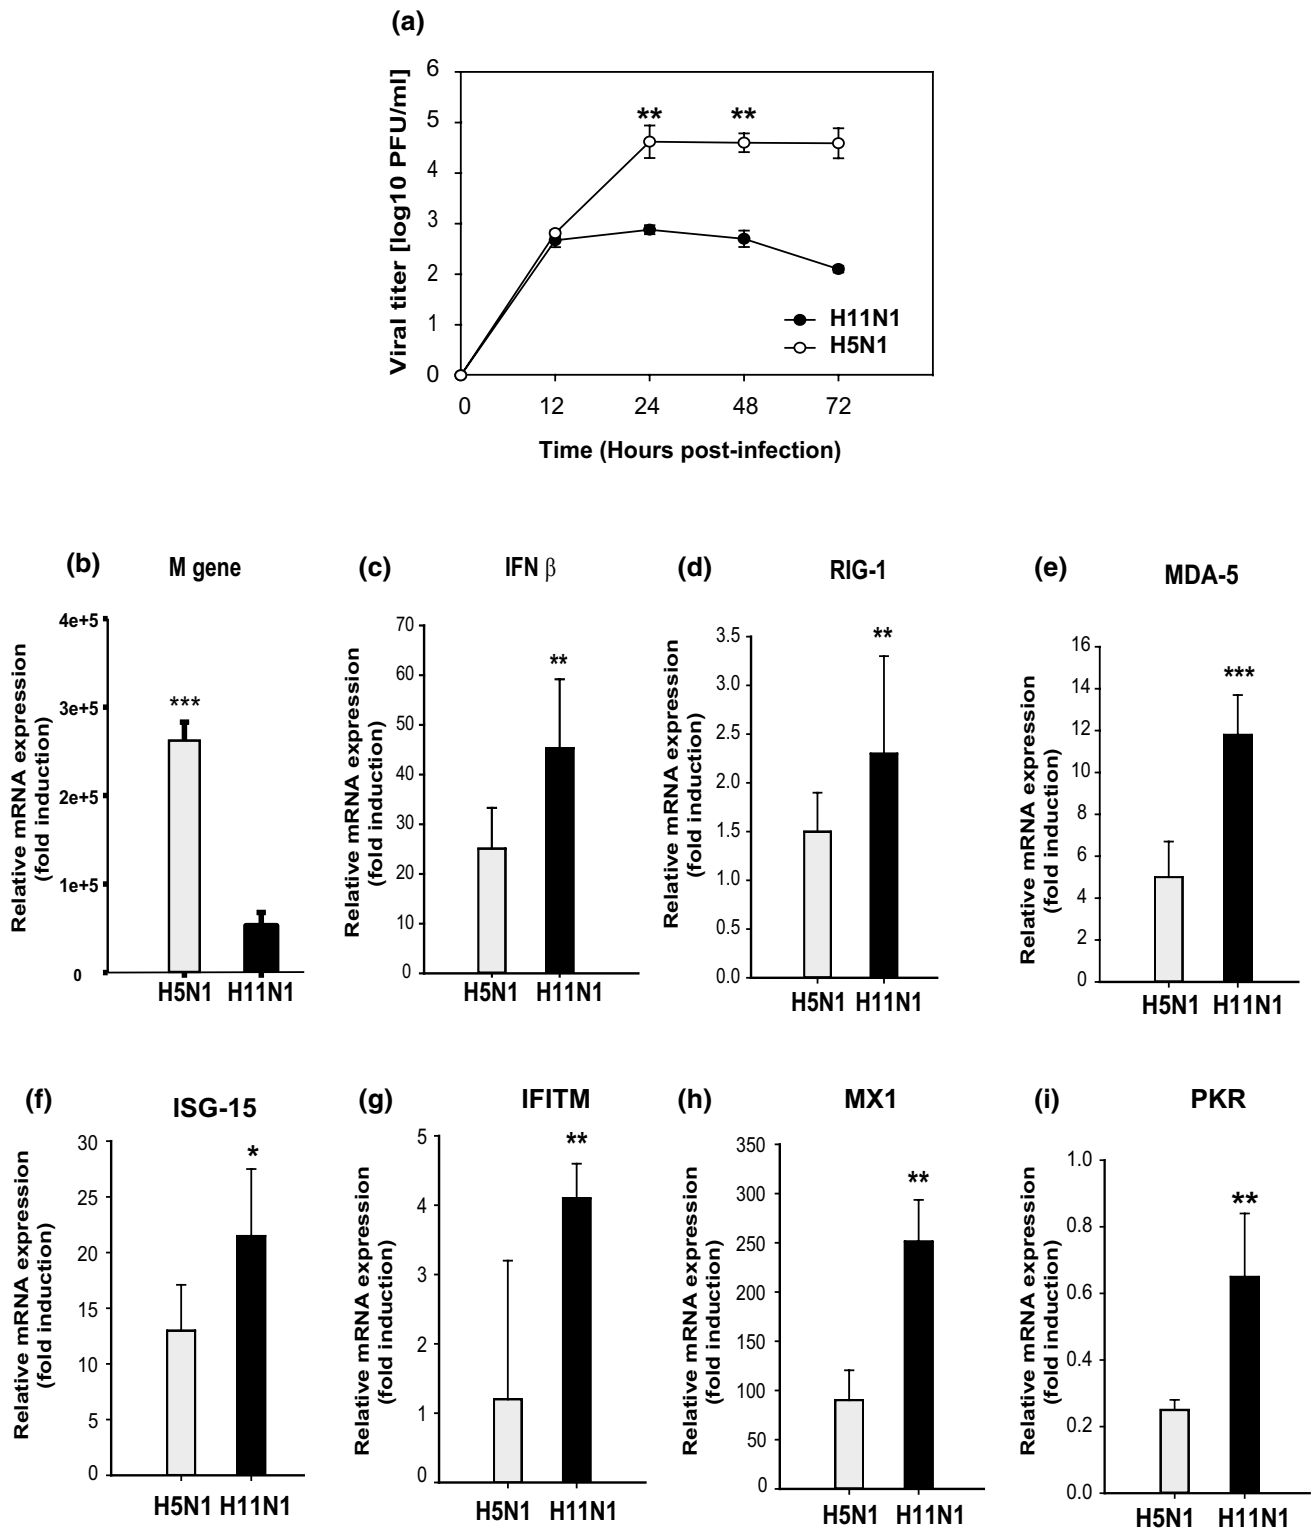 (a)
Viral titer [log10 PFU/ml]
6
5
4
3
2
1
0
**
**
H11N1
H5N1
0 12 24 48 72
Time (Hours post-infection)
(b)
M gene
Relative mRNA expression
(fold induction)
4e+5
3e+5
2e+5
1e+5
0
***
H5N1 H11N1
(c)
IFN β
Relative mRNA expression
(fold induction)
70
60
50
40
30
20
10
0
**
H5N1 H11N1
(d)
RIG-1
Relative mRNA expression
(fold induction)
3.5
3.0
2.5
2.0
1.5
1.0
0.5
0.0
**
H5N1 H11N1
(e)
MDA-5
Relative mRNA expression
(fold induction)
16
14
12
10
8
6
4
2
0
***
H5N1 H11N1
(f)
ISG-15
Relative mRNA expression
(fold induction)
30
25
20
15
10
5
0
*
H5N1 H11N1
(g)
IFITM
Relative mRNA expression
(fold induction)
5
4
3
2
1
0
**
H5N1 H11N1
(h)
MX1
Relative mRNA expression
(fold induction)
350
300
250
200
150
100
50
0
**
H5N1 H11N1
(i)
PKR
Relative mRNA expression
(fold induction)
1.0
0.8
0.6
0.4
0.2
0.0
**
H5N1 H11N1